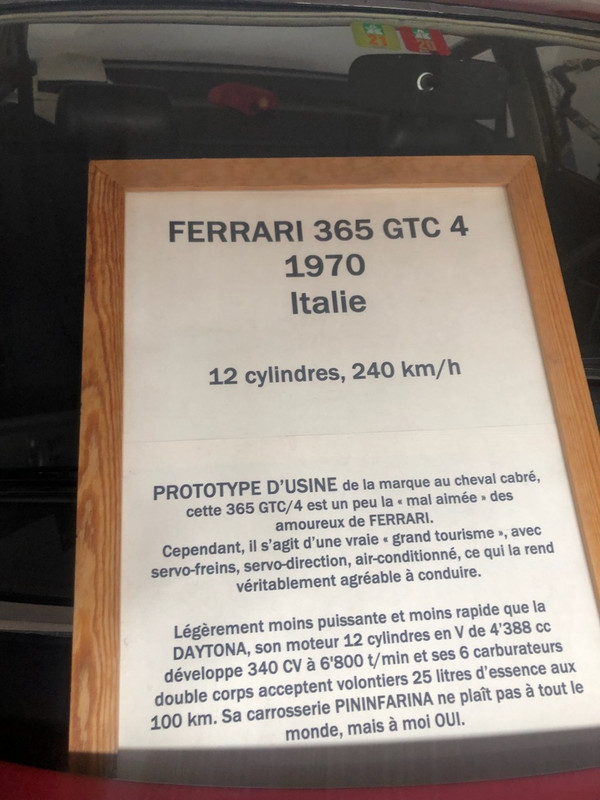 21 20
FERRARI 365 GTC 4
1970
Italie
12 cylindres, 240 km/h
PROTOTYPE D'USINE de la marque au cheval cabré,
cette 365 GTC/4 est un peu la « mal aimée » des
amoureux de FERRARI.
Cependant, il s'agit d'une vraie « grand tourisme », avec
servo-freins, servo-direction, air-conditionné, ce qui la rend
véritablement agréable à conduire.
Légèrement moins puissante et moins rapide que la
DAYTONA, son moteur 12 cylindres en V de 4'388 cc
développe 340 CV à 6'800 t/min et ses 6 carburateurs
double corps acceptent volontiers 25 litres d'essence aux
100 km. Sa carrosserie PININFARINA ne plaît pas à tout le
monde, mais à moi OUI.